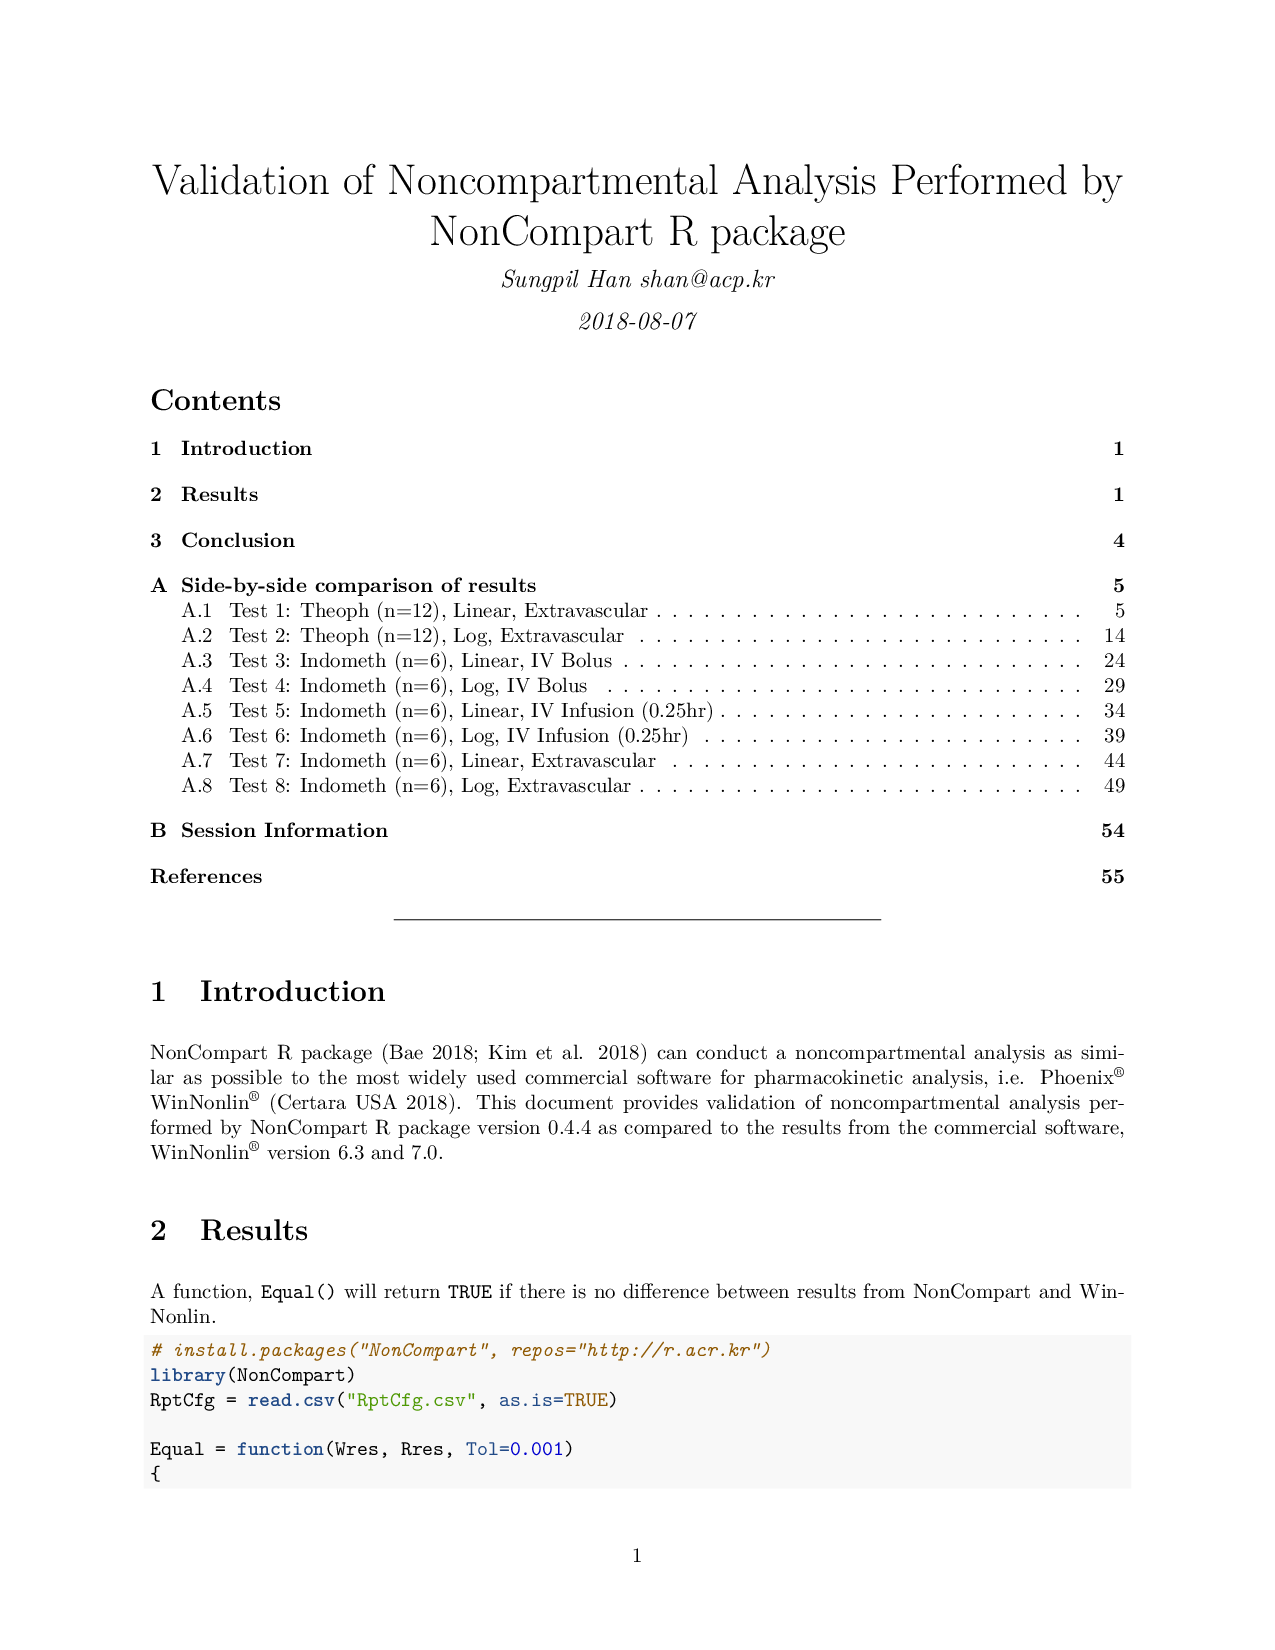 Validation of Noncompartmental Analysis Performed by
NonCompart R package
Sungpil Han shan@acp.kr
2018-08-07
Contents
1 Introduction 1
2 Results 1
3 Conclusion 4
A Side-by-side comparison of results 5
A.1 Test 1: Theoph (n=12), Linear, Extravascular . . . . . . . . . . . . . . . . . . . . . . . . . . . 5
A.2 Test 2: Theoph (n=12), Log, Extravascular . . . . . . . . . . . . . . . . . . . . . . . . . . . . 14
A.3 Test 3: Indometh (n=6), Linear, IV Bolus . . . . . . . . . . . . . . . . . . . . . . . . . . . . . 24
A.4 Test 4: Indometh (n=6), Log, IV Bolus . . . . . . . . . . . . . . . . . . . . . . . . . . . . . . 29
A.5 Test 5: Indometh (n=6), Linear, IV Infusion (0.25hr) . . . . . . . . . . . . . . . . . . . . . . . 34
A.6 Test 6: Indometh (n=6), Log, IV Infusion (0.25hr) . . . . . . . . . . . . . . . . . . . . . . . . 39
A.7 Test 7: Indometh (n=6), Linear, Extravascular . . . . . . . . . . . . . . . . . . . . . . . . . . 44
A.8 Test 8: Indometh (n=6), Log, Extravascular . . . . . . . . . . . . . . . . . . . . . . . . . . . . 49
B Session Information 54
References 55
1 Introduction
NonCompart R package (Bae 2018; Kim et al. 2018) can conduct a noncompartmental analysis as simi-
lar as possible to the most widely used commercial software for pharmacokinetic analysis, i.e. Phoenix®
WinNonlin® (Certara USA 2018). This document provides validation of noncompartmental analysis per-
formed by NonCompart R package version 0.4.4 as compared to the results from the commercial software,
WinNonlin® version 6.3 and 7.0.
2 Results
A function, Equal() will return TRUE if there is no difference between results from NonCompart and Win-
Nonlin.
# install.packages("NonCompart", repos="http://r.acr.kr")
library(NonCompart)
RptCfg = read.csv("RptCfg.csv", as.is=TRUE)
Equal = function(Wres, Rres, Tol=0.001)
{
1